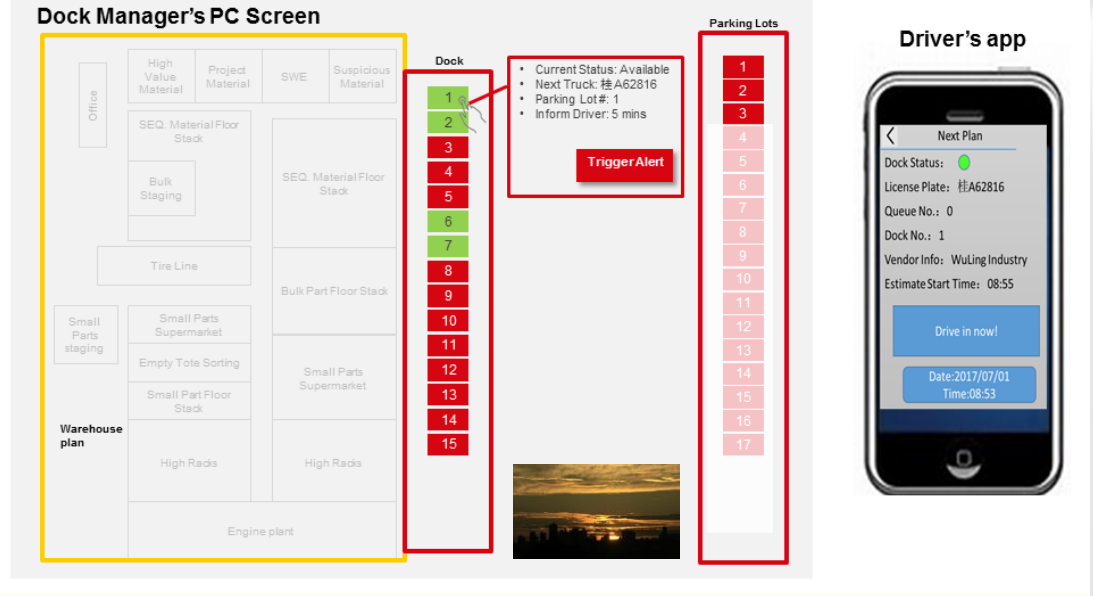 Dock Manager's PC Screen
Office
High
Value
Material
Project
Material
SWE
Suspicious
Material
SEQ. Material Floor
Stack
Bulk
Staging
SEQ. Material Floor
Stack
Tire Line
Bulk Part Floor Stack
Small
Parts
staging
Small Parts
Supermarket
Empty Tote Sorting
Small Part Floor
Stack
Small Parts
Supermarket
Warehouse
plan
High Racks
High Racks
Engine plant
Dock
1
2
3
4
5
6
7
8
9
10
11
12
13
14
15
• Current Status: Available
• Next Truck: 桂A62816
• Parking Lot#: 1
• Inform Driver: 5 mins
Trigger Alert
Parking Lots
1
2
3
4
5
6
7
8
9
10
11
12
13
14
15
16
17
Driver's app
Next Plan
Dock Status:
License Plate: 桂A62816
Queue No.: 0
Dock No.: 1
Vendor Info: WuLing Industry
Estimate Start Time: 08:55
Drive in now!
Date:2017/07/01
Time:08:53